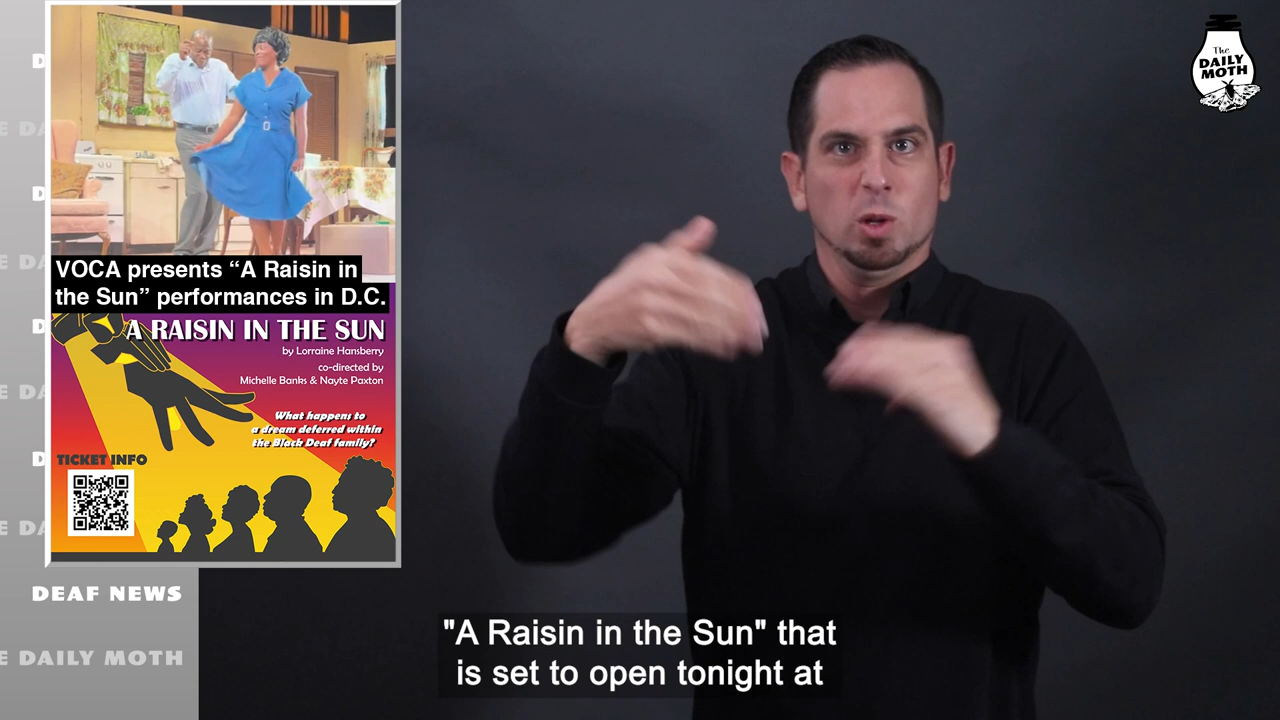 VOCA presents “A Raisin in
the Sun” performances in D.C.
A RAISIN IN THE SUN
by Lorraine Hansberry
co-directed by
Michelle Banks & Nayte Paxton
What happens to
a dream deferred within
the Black Deaf family?
TICKET INFO
The
DAILY
MOTH
DEAF NEWS
E DAILY MOTH
"A Raisin in the Sun" that
is set to open tonight at